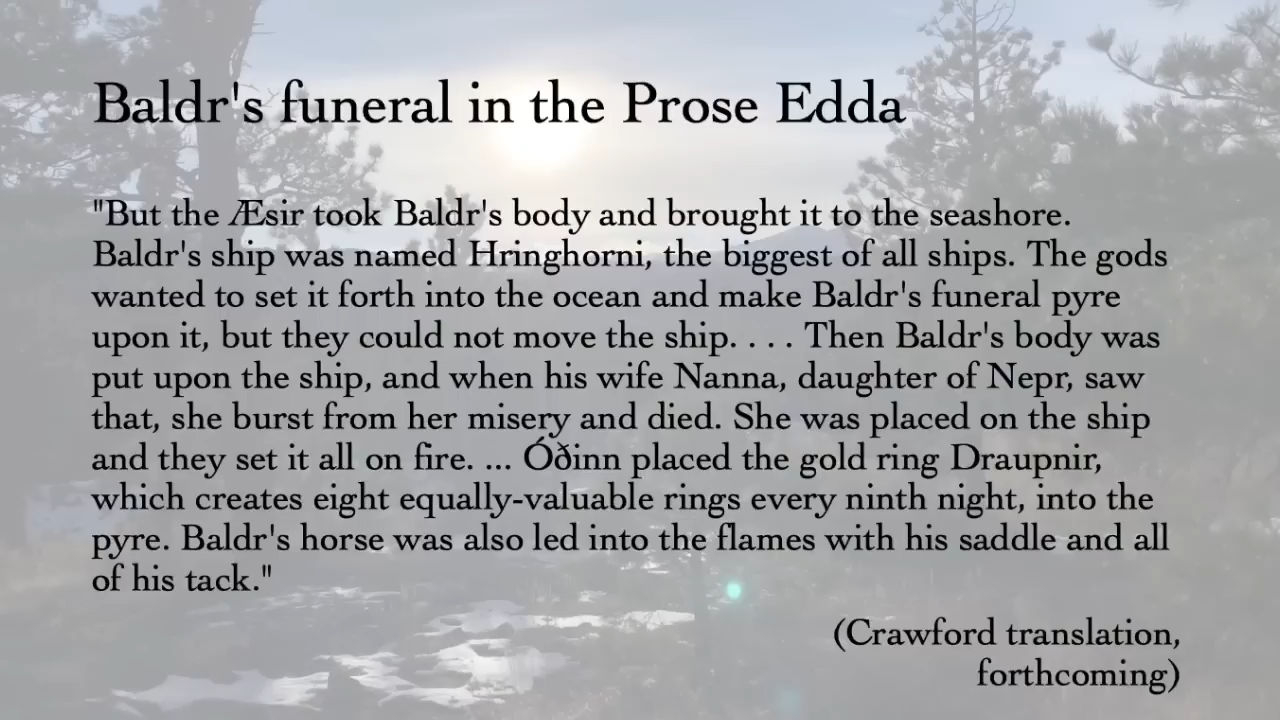 Baldr's funeral in the Prose Edda
"But the Æsir took Baldr's body and brought it to the seashore.
Baldr's ship was named Hringhorni, the biggest of all ships. The gods
wanted to set it forth into the ocean and make Baldr's funeral pyre
upon it, but they could not move the ship. . . . Then Baldr's body was
put upon the ship, and when his wife Nanna, daughter of Nepr, saw
that, she burst from her misery and died. She was placed on the ship
and they set it all on fire. ... Óðinn placed the gold ring Draupnir,
which creates eight equally-valuable rings every ninth night, into the
pyre. Baldr's horse was also led into the flames with his saddle and all
of his tack."
(Crawford translation,
forthcoming)